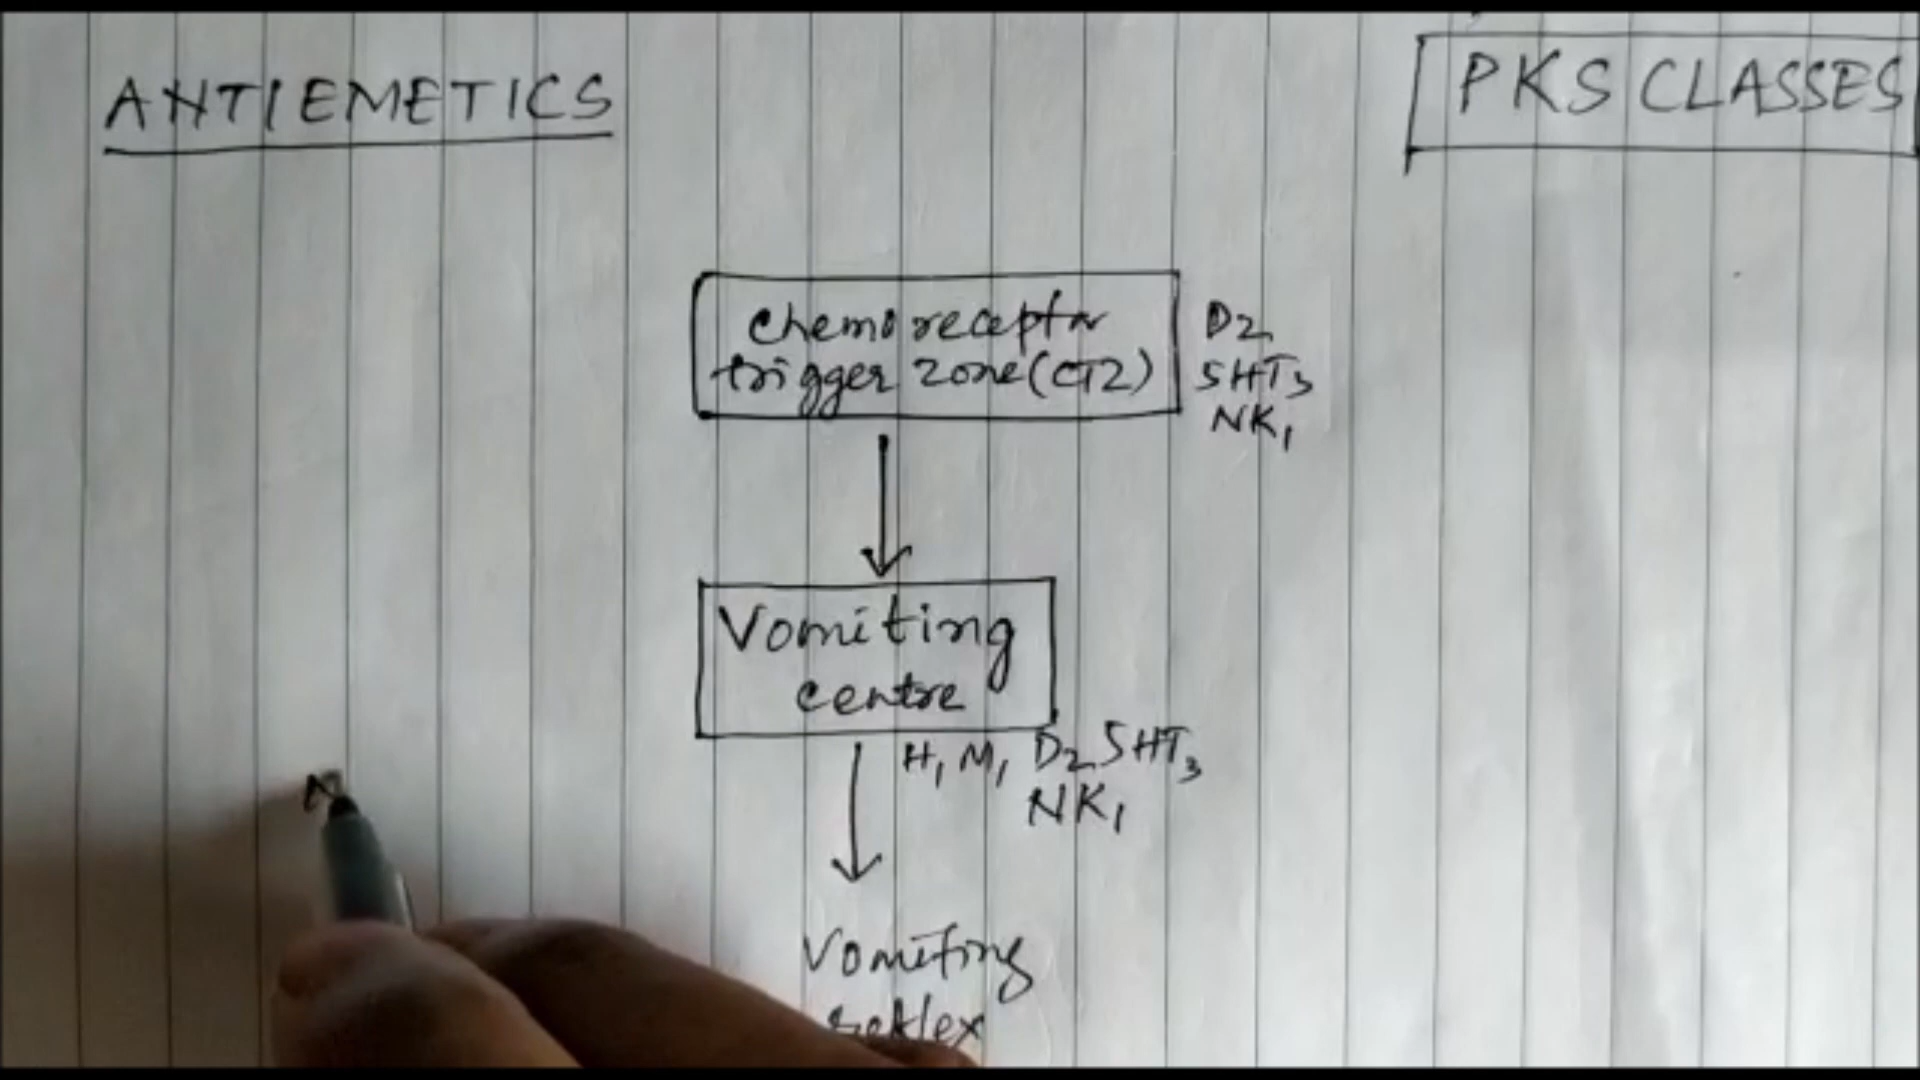 ANTIEMETICS
PKS CLASSES
Chemoreceptor
trigger zone (CTZ)
D2
5HT3
NK1
Vomiting
centre
H1 M1 D2 5HT3
NK1
Vomiting
reflex